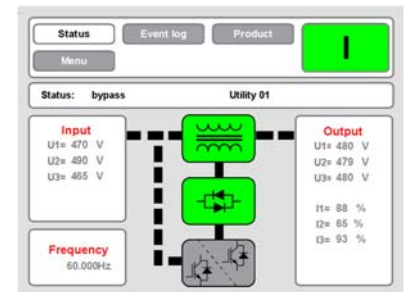 Status Event log Product
Menu
I
Status: bypass Utility 01
Input
U1= 470 V
U2= 490 V
U3= 465 V
Frequency
60.000Hz
Output
U1= 480 V
U2= 479 V
U3= 480 V
I1= 88 %
I2= 65 %
I3= 93 %